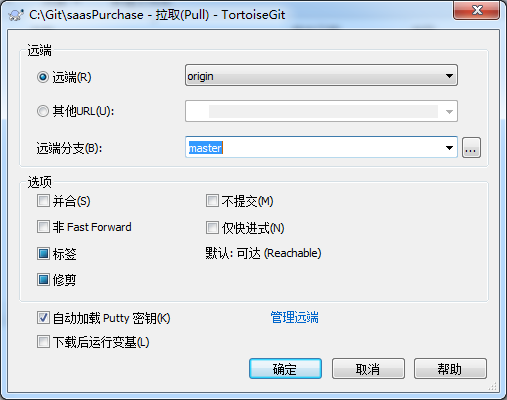 C:\Git\saasPurchase - 拉取(Pull) - TortoiseGit
远端
远端(R)
origin
其他URL(U):
远端分支(B):
master
...
选项
并合(S)
不提交(M)
非 Fast Forward
仅快进式(N)
标签
默认: 可达 (Reachable)
修剪
自动加载 Putty 密钥(K)
管理远端
下载后运行变基(L)
确定
取消
帮助